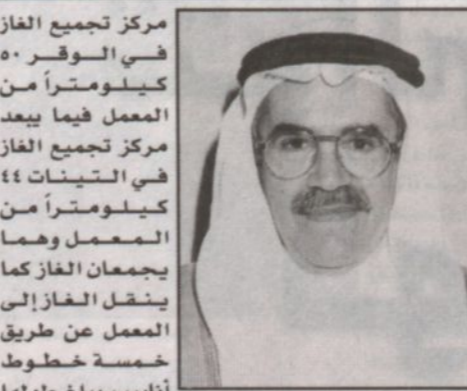 مركز تجميع الغاز
في الوقر ٥٠
كيلومتراً من
المعمل فيما يبعد
مركز تجميع الغاز
في التينات ٤٤
كيلومتراً من
المعمل وهما
يجمعان الغاز كما
ينقل الغاز إلى
المعمل عن طريق
خمسة خطوط